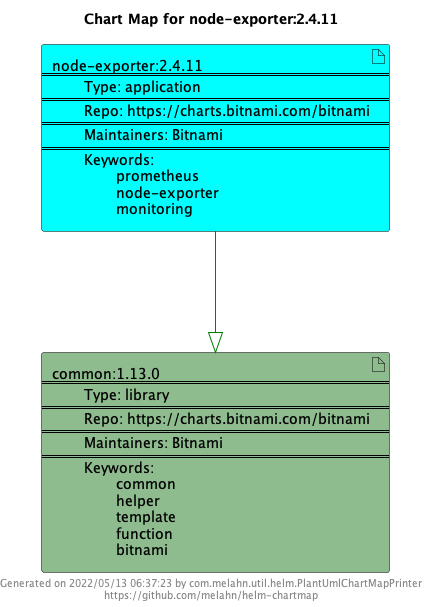 Chart Map for node-exporter:2.4.11
node-exporter:2.4.11
Type: application
Repo: https://charts.bitnami.com/bitnami
Maintainers: Bitnami
Keywords:
prometheus
node-exporter
monitoring
common:1.13.0
Type: library
Repo: https://charts.bitnami.com/bitnami
Maintainers: Bitnami
Keywords:
common
helper
template
function
bitnami
Generated on 2022/05/13 06:37:23 by com.melahn.util.helm.PlantUmlChartMapPrinter
https://github.com/melahn/helm-chartmap